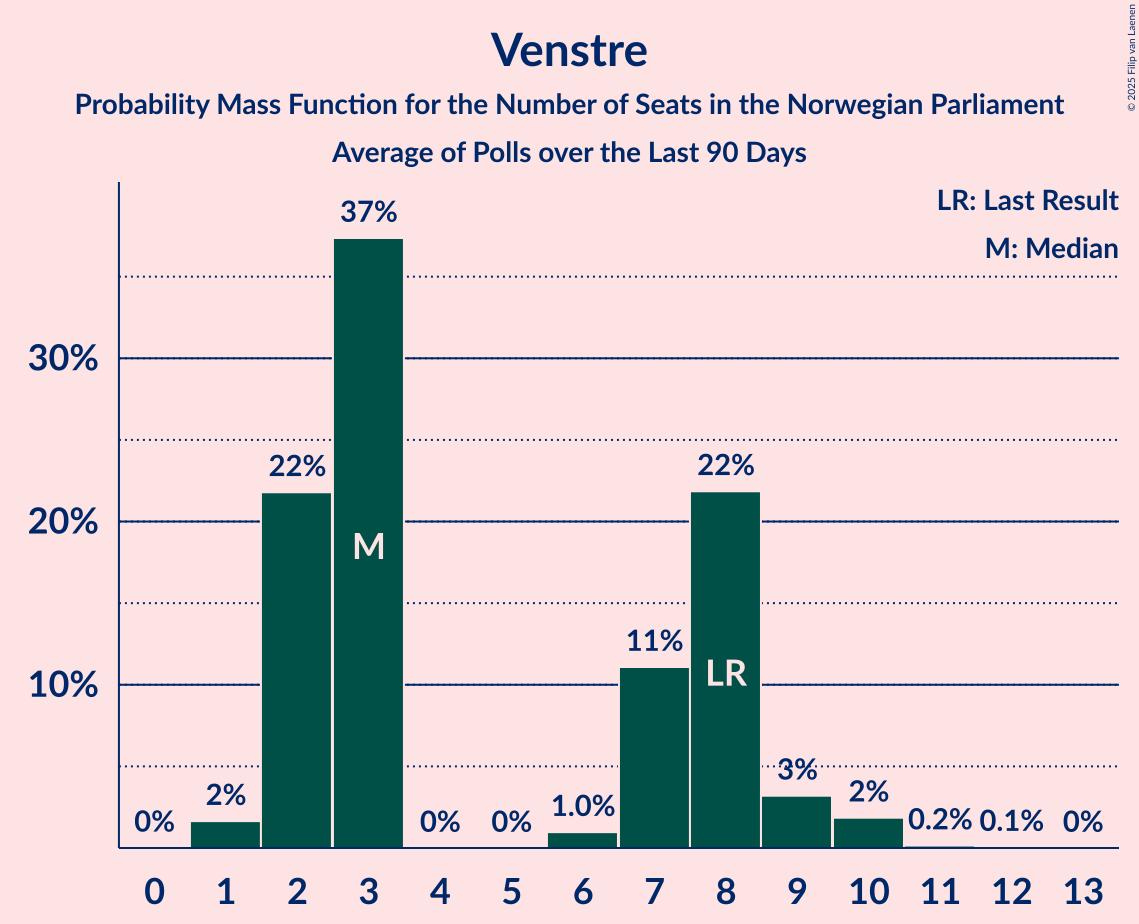 Venstre
Probability Mass Function for the Number of Seats in the Norwegian Parliament
Average of Polls over the Last 90 Days
© 2025 Filip van Laenen
LR: Last Result
M: Median
37%
30%
22%
22%
20%
M
11%
LR
10%
3%
0%
2%
0%
0%
1.0%
2%
0.2%
0.1%
0%
0 1 2 3 4 5 6 7 8 9 10 11 12 13